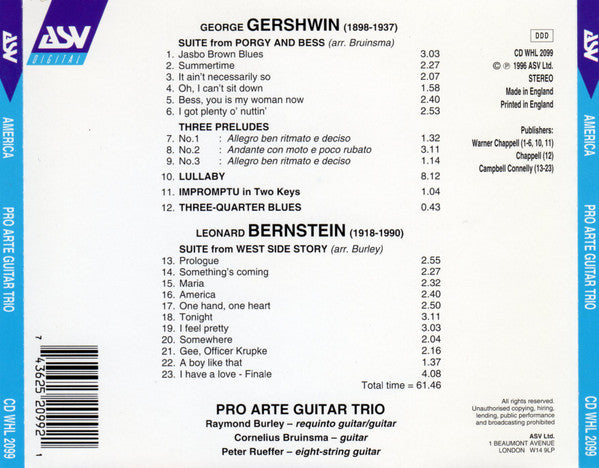 ASV
DIGITAL
AMERICA
PRO ARTE GUITAR TRIO
CD WHL 2099
GEORGE GERSHWIN (1898-1937)
SUITE from PORGY AND BESS (arr. Bruinsma)
1. Jasbo Brown Blues 3.03
2. Summertime 2.27
3. It ain't necessarily so 2.07
4. Oh, I can't sit down 1.58
5. Bess, you is my woman now 2.40
6. I got plenty o' nuttin' 2.53
THREE PRELUDES
7. No.1 : Allegro ben ritmato e deciso 1.32
8. No.2 : Andante con moto e poco rubato 3.11
9. No.3 : Allegro ben ritmato e deciso 1.14
10. LULLABY 8.12
11. IMPROMPTU in Two Keys 1.04
12. THREE-QUARTER BLUES 0.43
LEONARD BERNSTEIN (1918-1990)
SUITE from WEST SIDE STORY (arr. Burley)
13. Prologue 2.55
14. Something's coming 2.27
15. Maria 2.32
16. America 2.40
17. One hand, one heart 2.50
18. Tonight 3.11
19. I feel pretty 3.03
20. Somewhere 2.04
21. Gee, Officer Krupke 2.16
22. A boy like that 1.37
23. I have a love - Finale 4.08
Total time = 61.46
PRO ARTE GUITAR TRIO
Raymond Burley – requinto guitar/guitar
Cornelius Bruinsma - guitar
Peter Rueffer - eight-string guitar
DDD
CD WHL 2099
© ℗ 1996 ASV Ltd.
STEREO
Made in England
Printed in England
Publishers:
Warner Chappell (1-6, 10, 11)
Chappell (12)
Campbell Connelly (13-23)
All rights reserved.
Unauthorised copying, hiring,
lending, public performance
and broadcasting prohibited.
ASV Ltd.
1 BEAUMONT AVENUE
LONDON W14 9LP
7 43625 20992 1
ASV
AMERICA
PRO ARTE GUITAR TRIO
CD WHL 2099